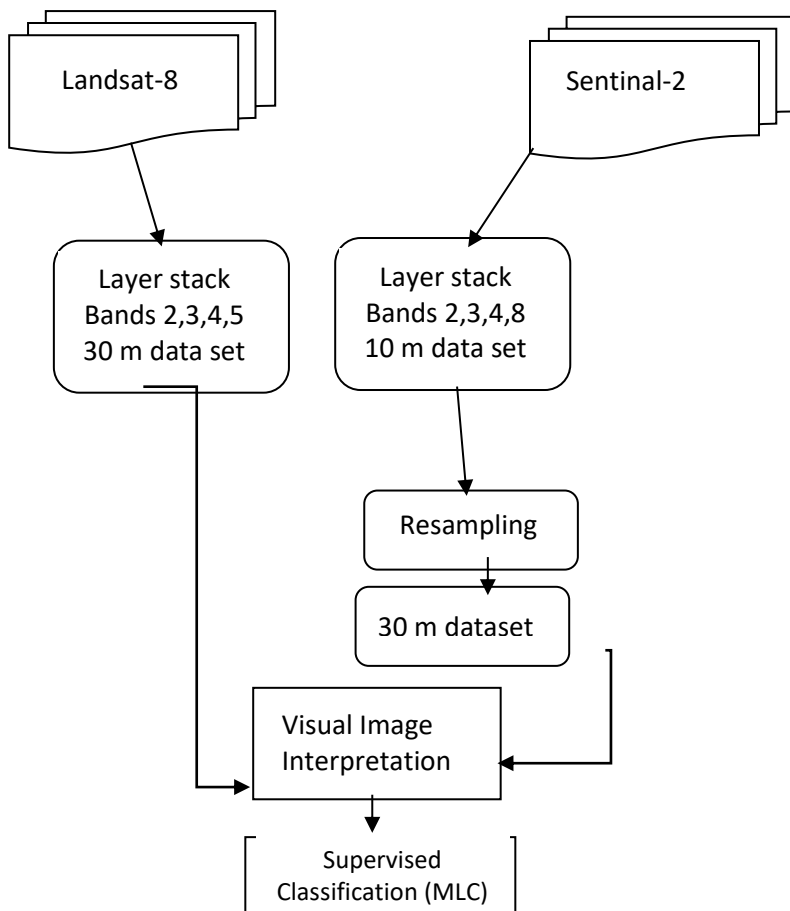 Landsat-8
Sentinal-2
Layer stack
Bands 2,3,4,5
30 m data set
Layer stack
Bands 2,3,4,8
10 m data set
Resampling
30 m dataset
Visual Image
Interpretation
Supervised
Classification (MLC)